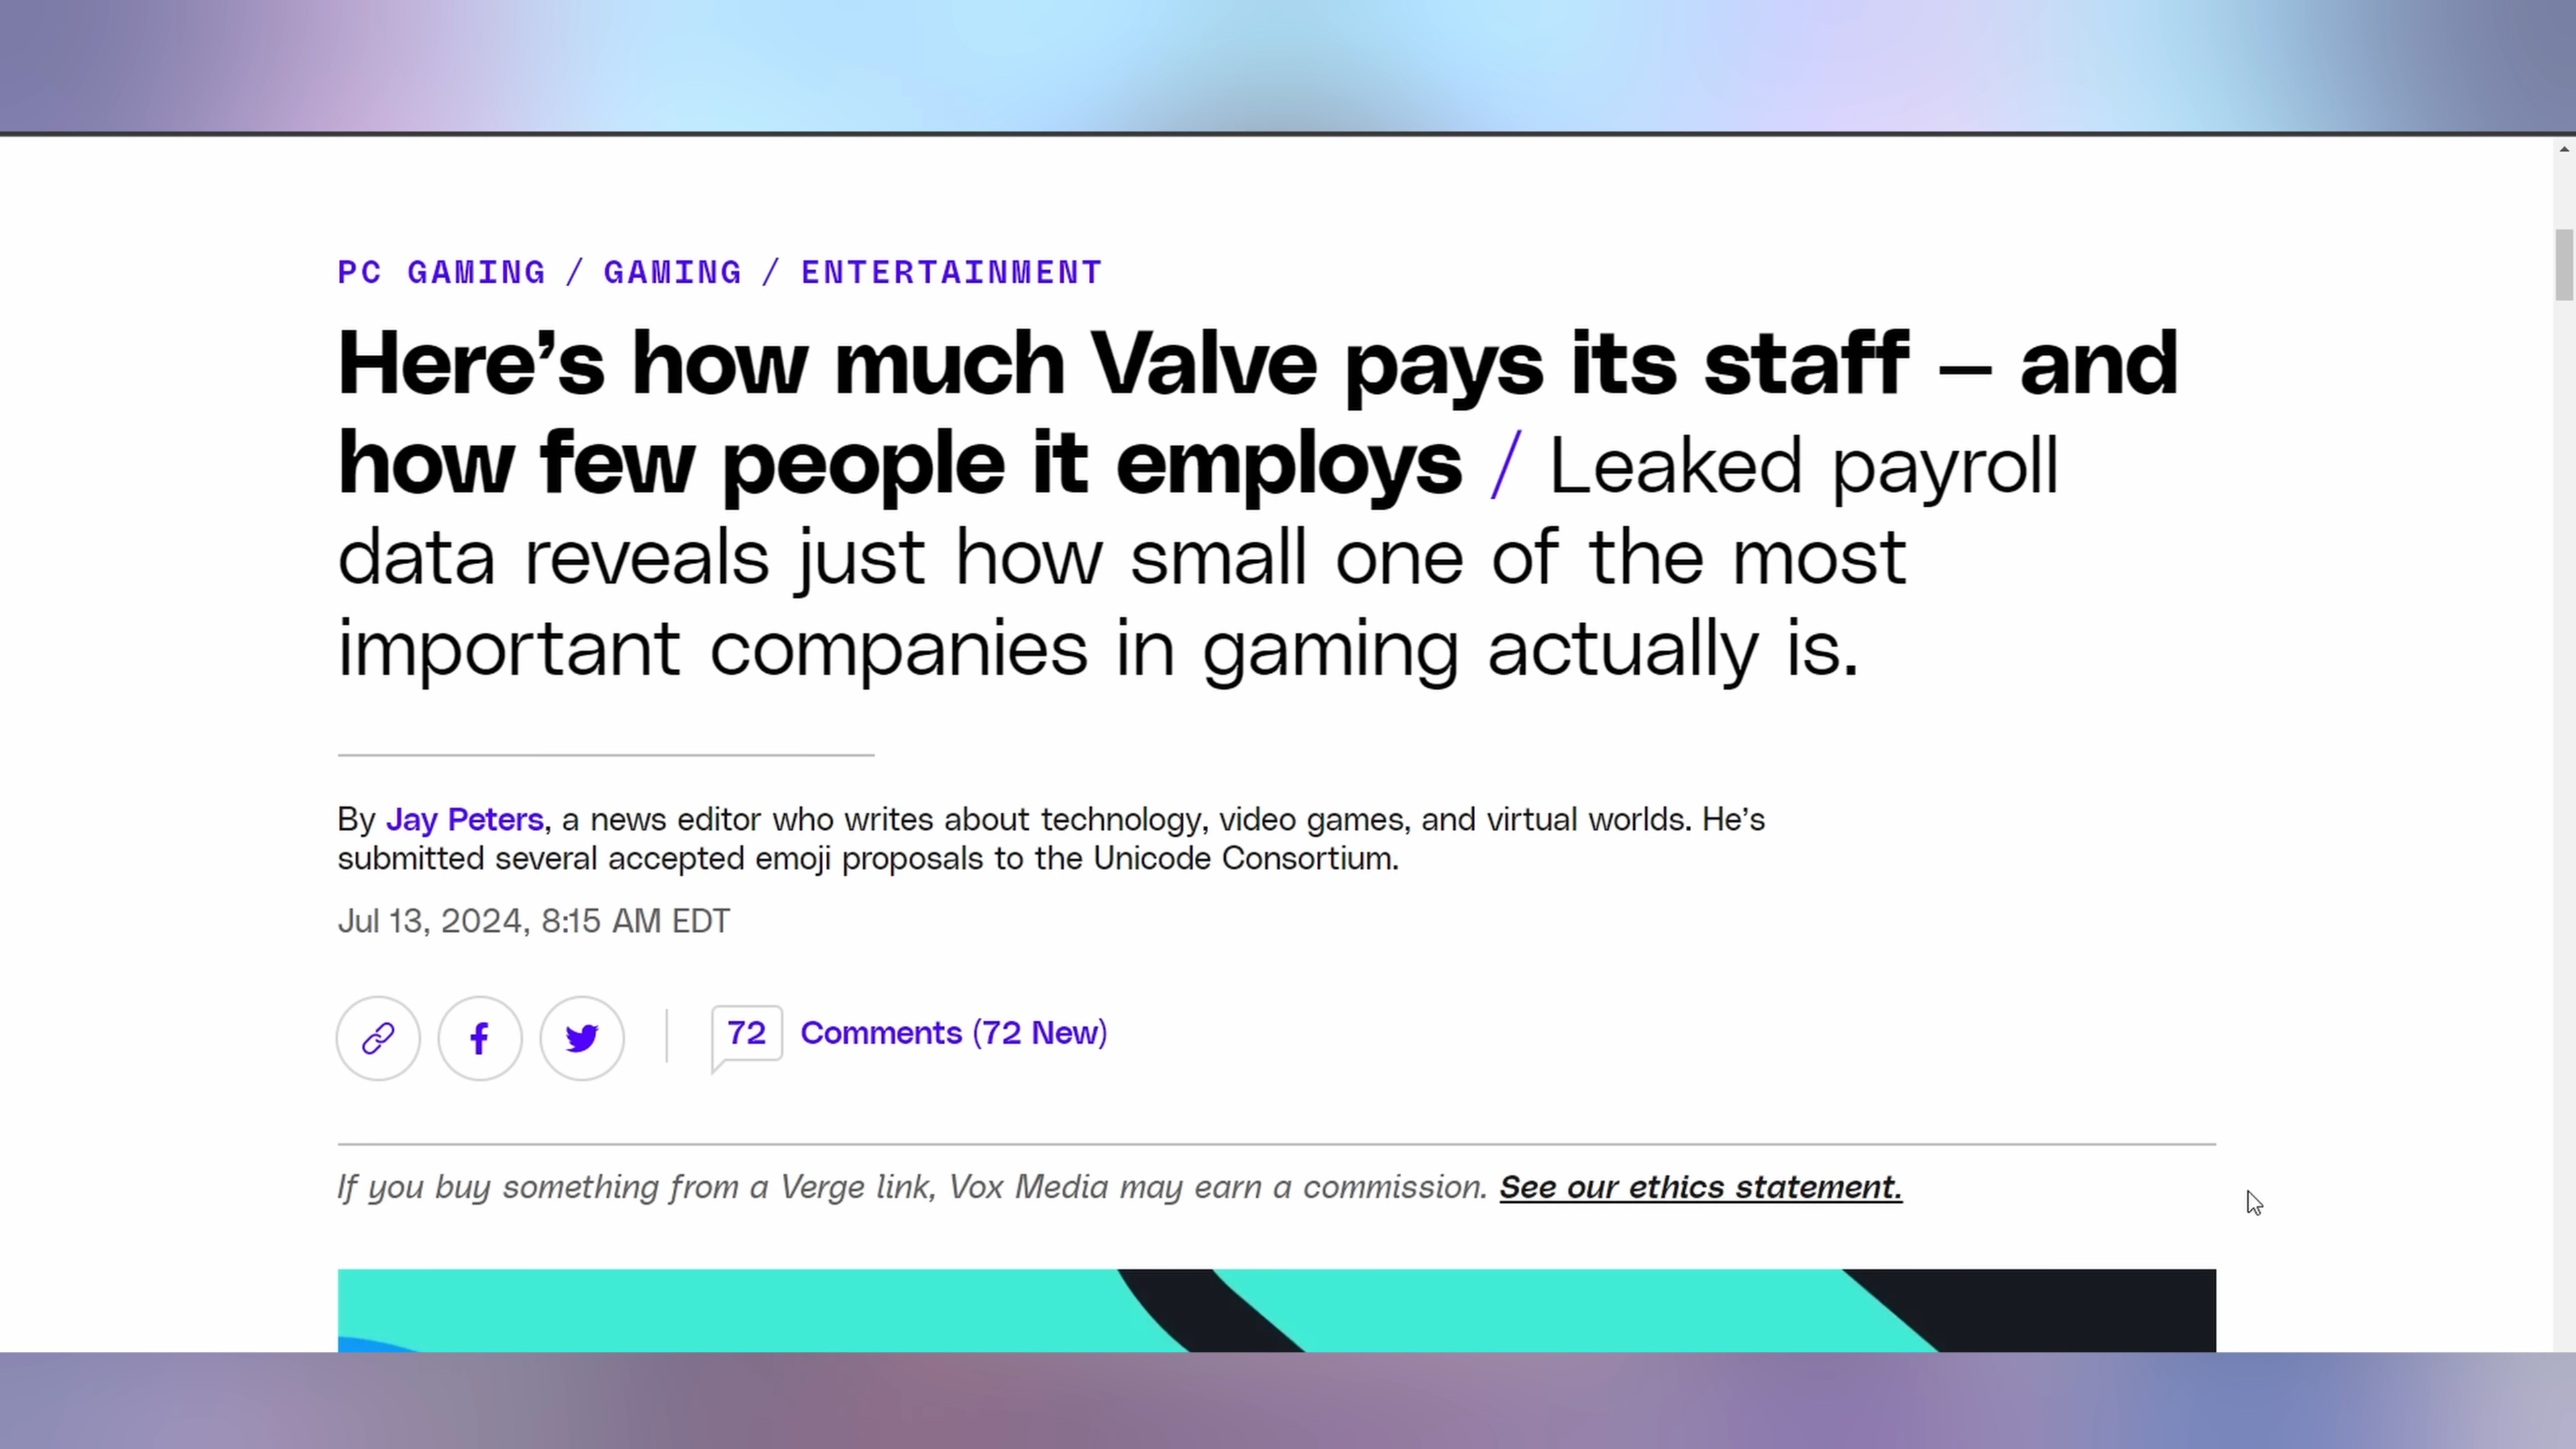 PC GAMING / GAMING / ENTERTAINMENT
Here’s how much Valve pays its staff — and
how few people it employs / Leaked payroll
data reveals just how small one of the most
important companies in gaming actually is.
By Jay Peters, a news editor who writes about technology, video games, and virtual worlds. He’s
submitted several accepted emoji proposals to the Unicode Consortium.
Jul 13, 2024, 8:15 AM EDT
72 Comments (72 New)
If you buy something from a Verge link, Vox Media may earn a commission. See our ethics statement.